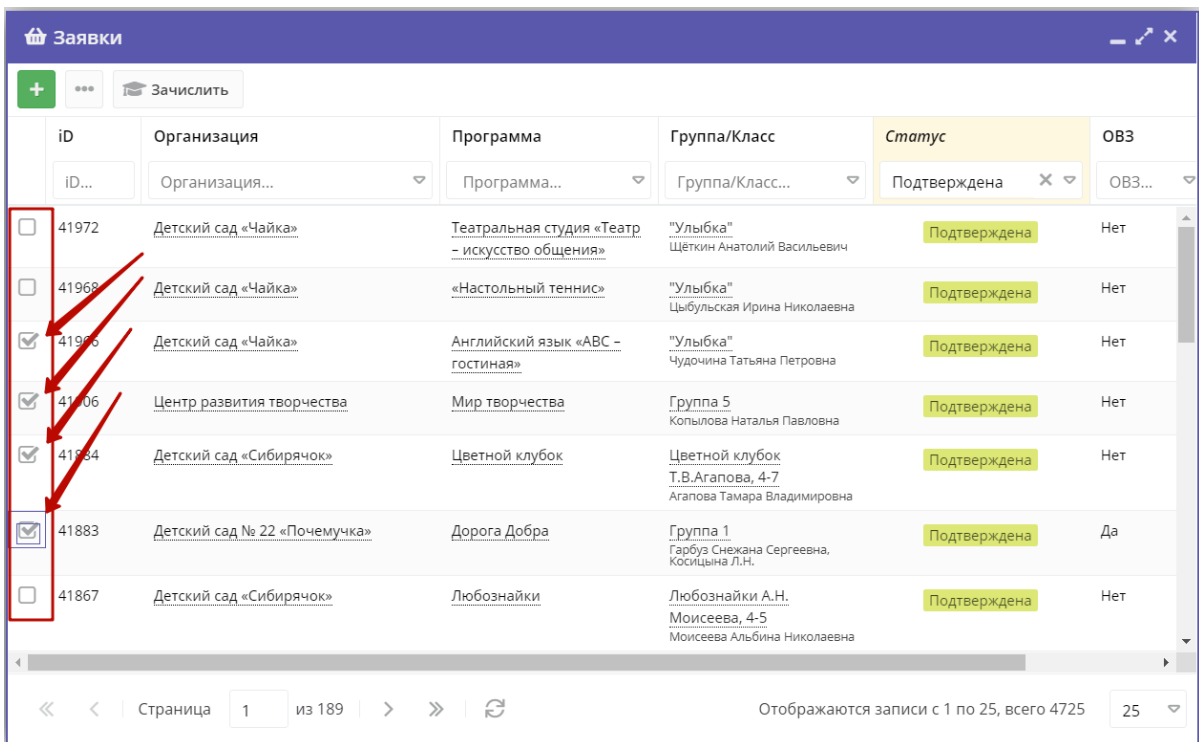 Заявки
Зачислить
iD Организация Программа Группа/Класс Статус ОВЗ
iD... Организация... Программа... Группа/Класс... Подтверждена ОВЗ...
41972 Детский сад «Чайка» Театральная студия «Театр "Улыбка" Подтверждена Нет
– искусство общения» Щёткин Анатолий Васильевич
41968 Детский сад «Чайка» «Настольный теннис» "Улыбка" Подтверждена Нет
Цыбульская Ирина Николаевна
41966 Детский сад «Чайка» Английский язык «АВС – "Улыбка" Подтверждена Нет
гостиная» Чудочина Татьяна Петровна
41906 Центр развития творчества Мир творчества Группа 5 Подтверждена Нет
Копылова Наталья Павловна
41884 Детский сад «Сибирячок» Цветной клубок Цветной клубок Подтверждена Нет
Т.В.Агапова, 4-7
Агапова Тамара Владимировна
41883 Детский сад № 22 «Почемучка» Дорога Добра Группа 1 Подтверждена Да
Гарбуз Снежана Сергеевна,
Косицына Л.Н.
41867 Детский сад «Сибирячок» Любознайки Любознайки А.Н. Подтверждена Нет
Моисеева, 4-5
Моисеева Альбина Николаевна
Страница 1 из 189 Отображаются записи с 1 по 25, всего 4725 25